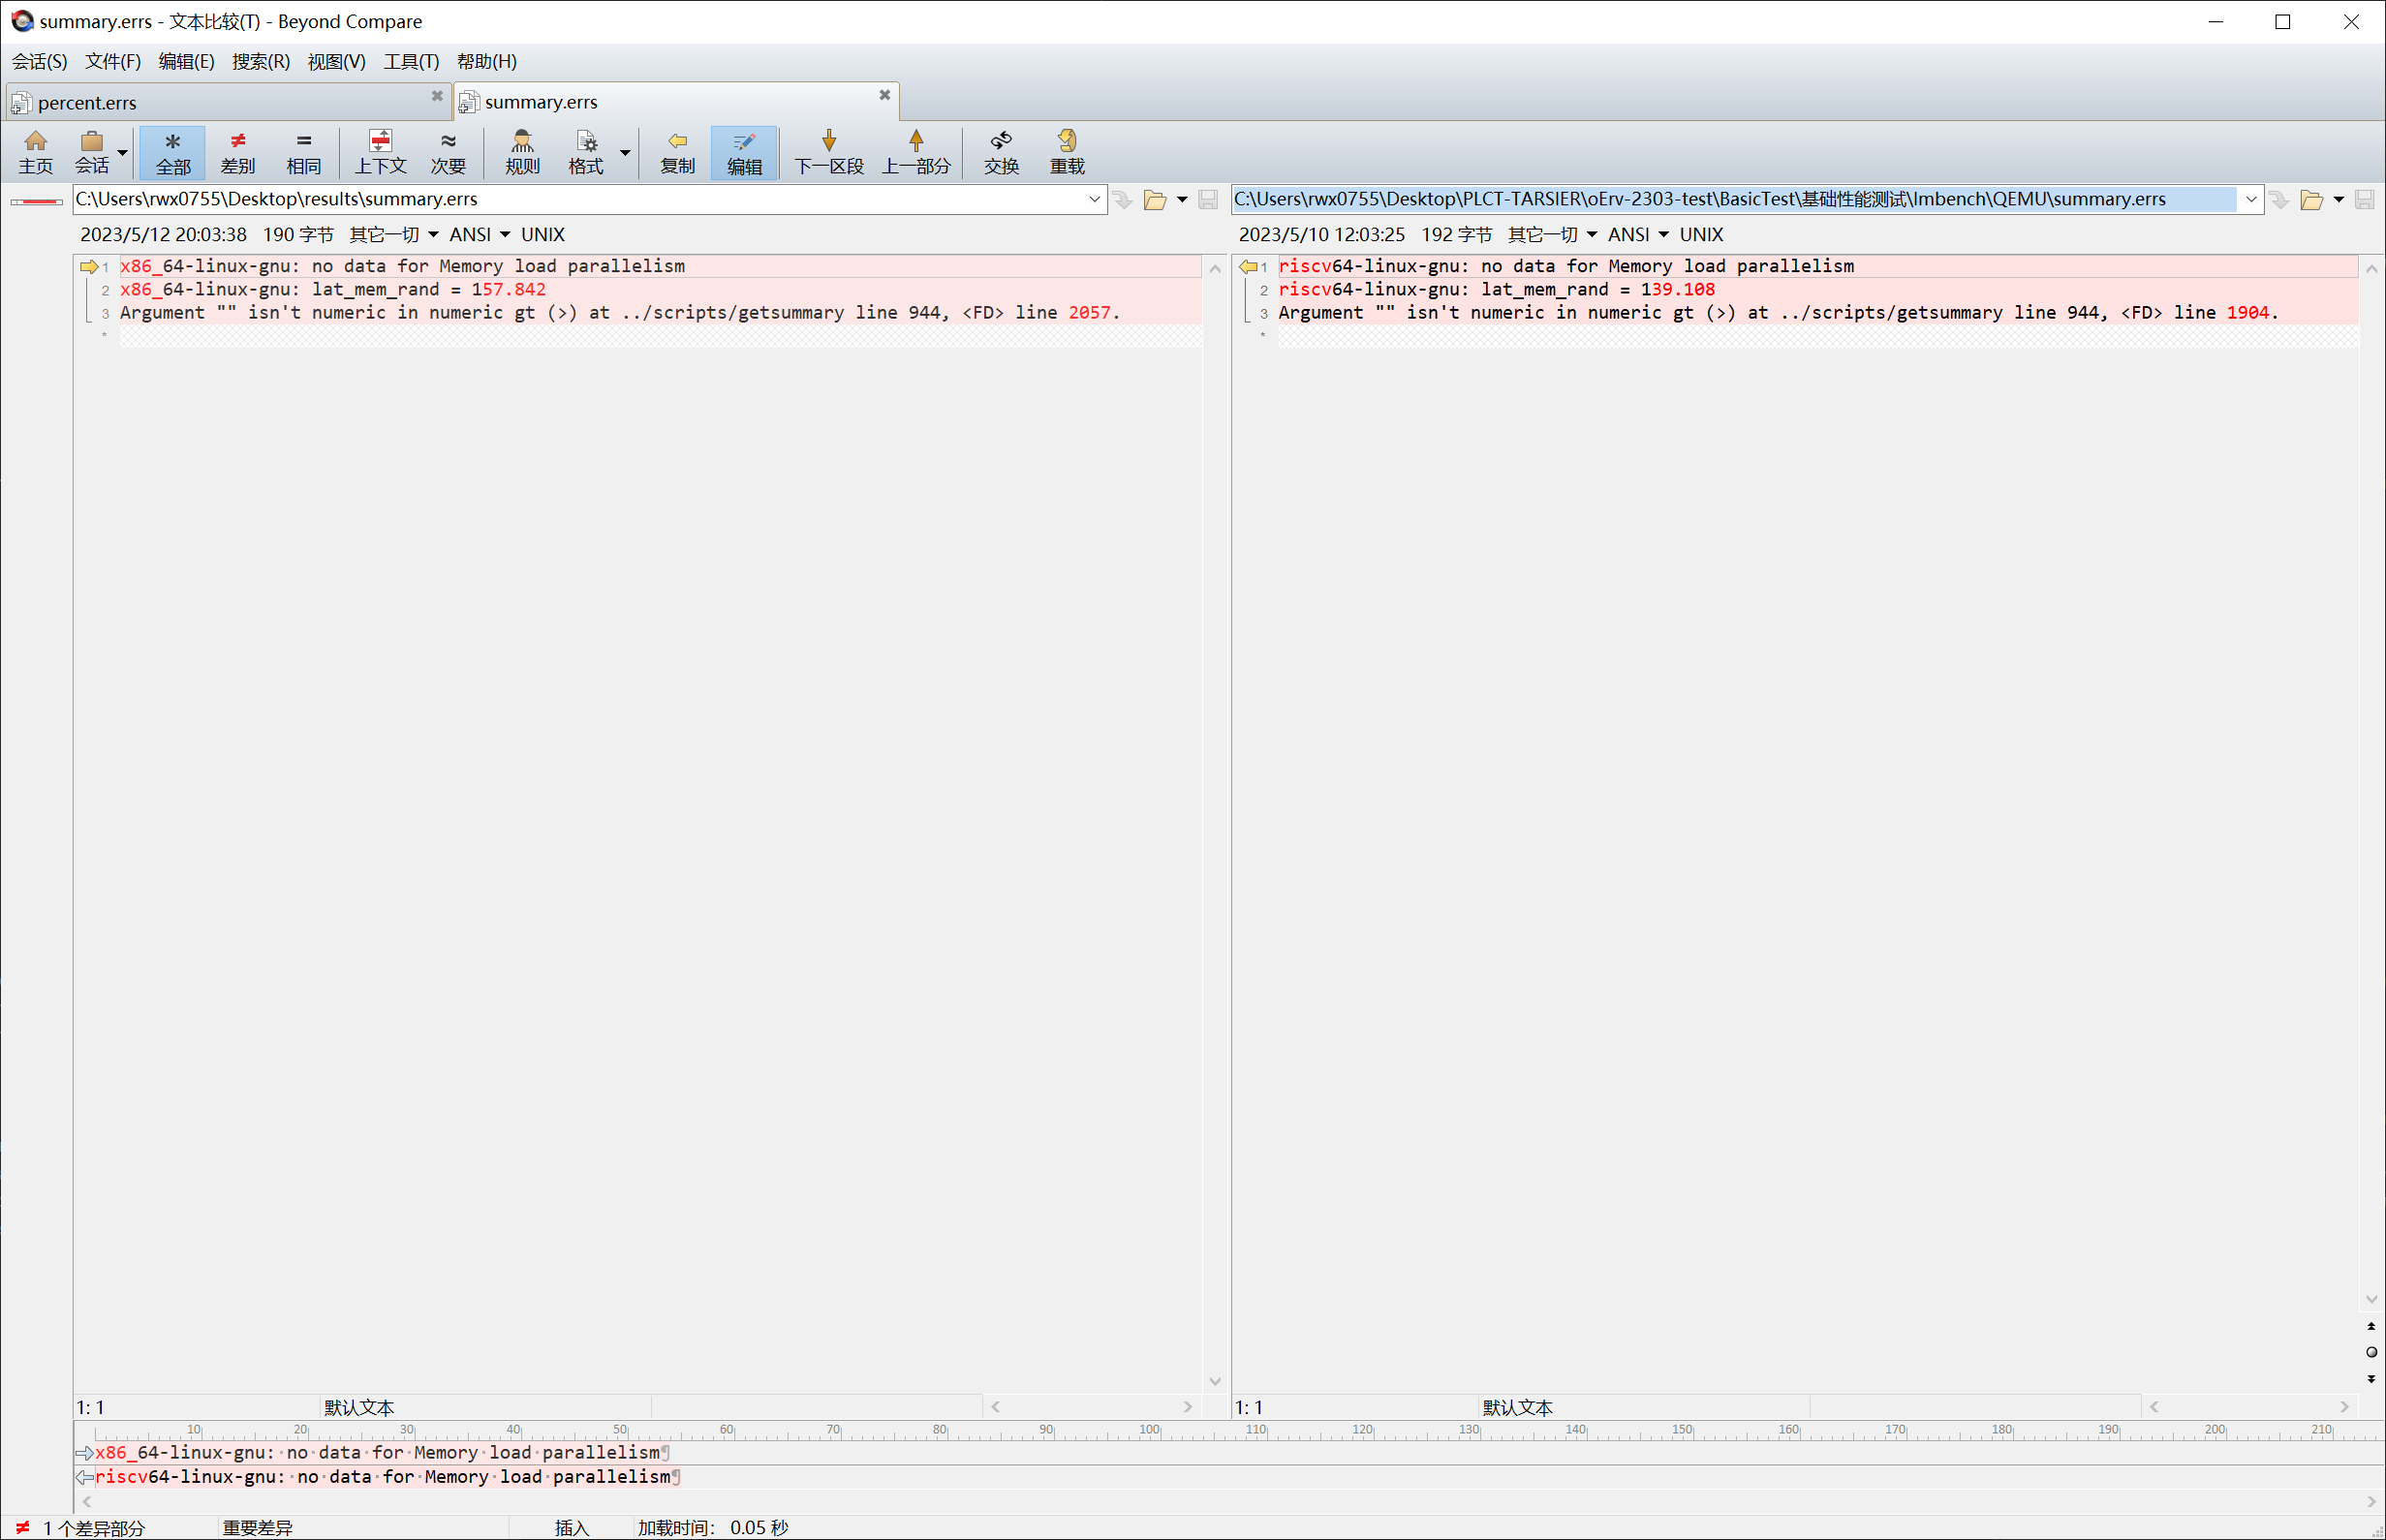 summary.errs - 文本比较(T) - Beyond Compare
会话(S) 文件(F) 编辑(E) 搜索(R) 视图(V) 工具(T) 帮助(H)
percent.errs summary.errs
主页 会话 全部 差别 相同 上下文 次要 规则 格式 复制 编辑 下一区段 上一部分 交换 重载
C:\Users\rwx0755\Desktop\results\summary.errs
2023/5/12 20:03:38 190 字节 其它一切 ANSI UNIX
1 x86_64-linux-gnu: no data for Memory load parallelism
2 x86_64-linux-gnu: lat_mem_rand = 157.842
3 Argument "" isn't numeric in numeric gt (>) at ../scripts/getsummary line 944, <FD> line 2057.
1: 1 默认文本
C:\Users\rwx0755\Desktop\PLCT-TARSIER\oErv-2303-test\BasicTest\基础性能测试\lmbench\QEMU\summary.errs
2023/5/10 12:03:25 192 字节 其它一切 ANSI UNIX
1 riscv64-linux-gnu: no data for Memory load parallelism
2 riscv64-linux-gnu: lat_mem_rand = 139.108
3 Argument "" isn't numeric in numeric gt (>) at ../scripts/getsummary line 944, <FD> line 1904.
1: 1 默认文本
10 20 30 40 50 60 70 80 90 100 110 120 130 140 150 160 170 180 190 200 210
x86_64-linux-gnu:·no·data·for·Memory·load·parallelism¶
riscv64-linux-gnu:·no·data·for·Memory·load·parallelism¶
1 个差异部分 重要差异 插入 加载时间: 0.05 秒